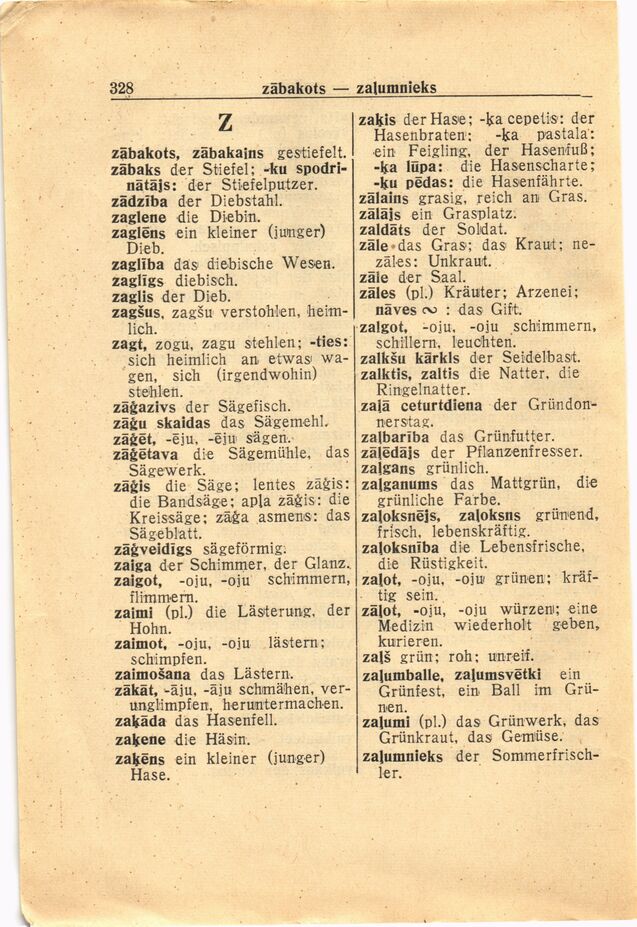 328 zābakots — zaļumnieks
Z
zābakots, zābakains gestiefelt.
zābaks der Stiefel; -ku spodri-
nātājs: der Stiefelputzer.
zādzība der Diebstahl.
zaglene die Diebin.
zaglēns ein kleiner (junger)
Dieb.
zaglība das diebische Wesen.
zaglīgs diebisch.
zaglis der Dieb.
zagšus, zagšu verstohlen, heim-
lich.
zagt, zogu, zagu stehlen; -ties:
sich heimlich an etwas wa-
gen, sich (irgendwohin)
stehlen.
zāģazivs der Sägefisch.
zāģu skaidas das Sägemehl.
zāģēt, -ēju, -ēju sägen.
zāģētava die Sägemühle, das
Sägewerk.
zāģis die Säge; lentes zāģis:
die Bandsäge; apļa zāģis: die
Kreissäge; zāģa asmens: das
Sägeblatt.
zāģveidīgs sägeförmig.
zaiga der Schimmer, der Glanz.
zaigot, -oju, -oju schimmern,
flimmern.
zaimi (pl.) die Lästerung, der
Hohn.
zaimot, -oju, -oju lästern;
schimpfen.
zaimošana das Lästern.
zākāt, -āju, -āju schmähen, ver-
unglimpfen, heruntermachen.
zaķāda das Hasenfell.
zaķene die Häsin.
zaķēns ein kleiner (junger)
Hase.
zaķis der Hase; -ķa cepetis: der
Hasenbraten; -ķa pastala:
ein Feigling, der Hasenfuß;
-ķa lūpa: die Hasenscharte;
-ķu pēdas: die Hasenfährte.
zālains grasig, reich an Gras.
zālājs ein Grasplatz.
zaldāts der Soldat.
zāle das Gras; das Kraut; ne-
zāles: Unkraut.
zāle der Saal.
zāles (pl.) Kräuter; Arzenei;
nāves ∾ : das Gift.
zalgot, -oju, -oju schimmern,
schillern, leuchten.
zalkšu kārkls der Seidelbast.
zalktis, zaltis die Natter, die
Ringelnatter.
zaļā ceturtdiena der Gründon-
nerstag.
zaļbarība das Grünfutter.
zāļēdājs der Pflanzenfresser.
zaļgans grünlich.
zaļganums das Mattgrün, die
grünliche Farbe.
zaļoksnējs, zaļoksns grünend,
frisch, lebenskräftig.
zaļoksnība die Lebensfrische,
die Rüstigkeit.
zaļot, -oju, -oju grünen; kräf-
tig sein.
zāļot, -oju, -oju würzen; eine
Medizin wiederholt geben,
kurieren.
zaļš grün; roh; unreif.
zaļumballe, zaļumsvētki ein
Grünfest, ein Ball im Grü-
nen.
zaļumi (pl.) das Grünwerk, das
Grünkraut, das Gemüse.
zaļumnieks der Sommerfrisch-
ler.